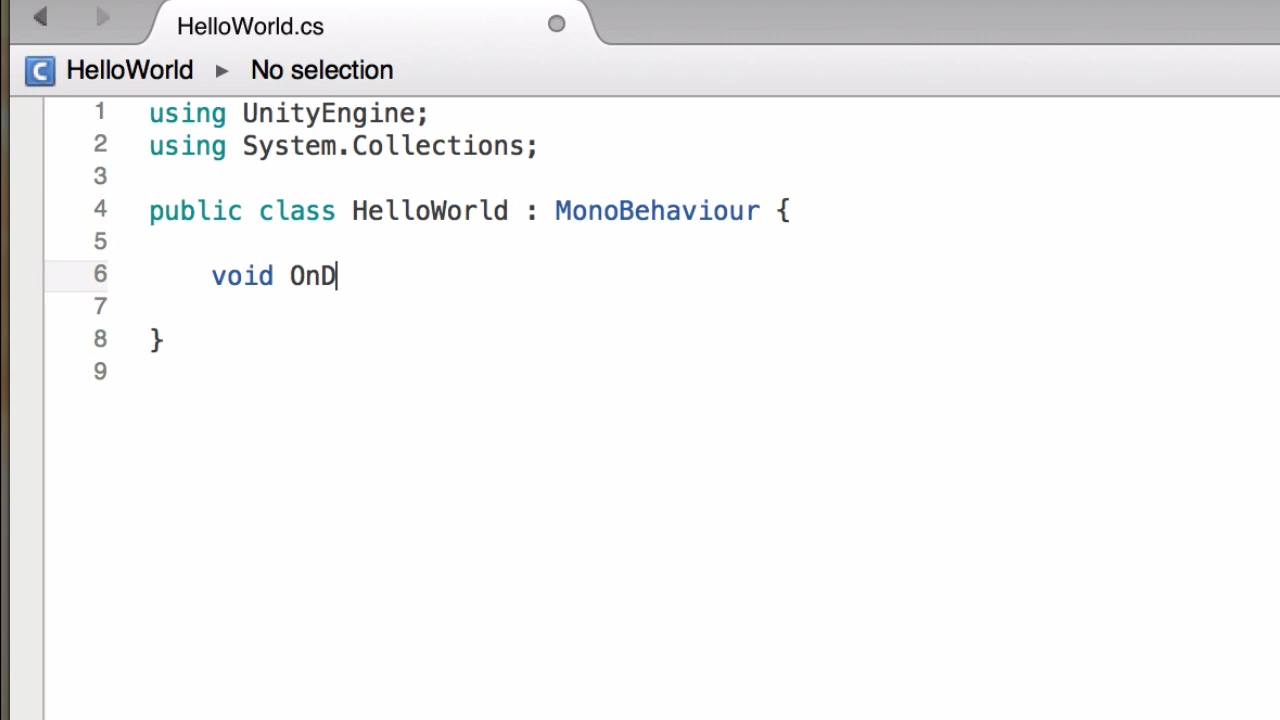 HelloWorld.cs
HelloWorld ▸ No selection
1 using UnityEngine;
2 using System.Collections;
3
4 public class HelloWorld : MonoBehaviour {
5
6 void OnD
7
8 }
9